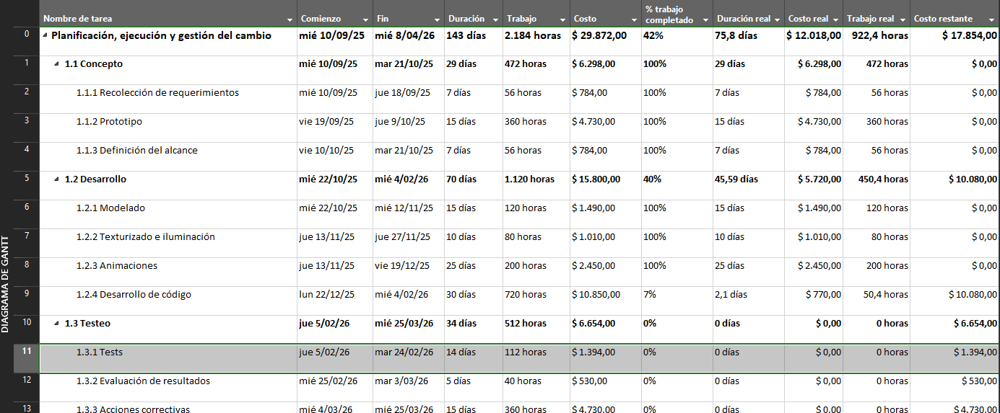 Nombre de tarea Comienzo Fin Duración Trabajo Costo % trabajo completado Duración real Costo real Trabajo real Costo restante
0 Planificación, ejecución y gestión del cambio mié 10/09/25 mié 8/04/26 143 días 2.184 horas $ 29.872,00 42% 75,8 días $ 12.018,00 922,4 horas $ 17.854,00
1 1.1 Concepto mié 10/09/25 mar 21/10/25 29 días 472 horas $ 6.298,00 100% 29 días $ 6.298,00 472 horas $ 0,00
2 1.1.1 Recolección de requerimientos mié 10/09/25 jue 18/09/25 7 días 56 horas $ 784,00 100% 7 días $ 784,00 56 horas $ 0,00
3 1.1.2 Prototipo vie 19/09/25 jue 9/10/25 15 días 360 horas $ 4.730,00 100% 15 días $ 4.730,00 360 horas $ 0,00
4 1.1.3 Definición del alcance vie 10/10/25 mar 21/10/25 7 días 56 horas $ 784,00 100% 7 días $ 784,00 56 horas $ 0,00
5 1.2 Desarrollo mié 22/10/25 mié 4/02/26 70 días 1.120 horas $ 15.800,00 40% 45,59 días $ 5.720,00 450,4 horas $ 10.080,00
6 1.2.1 Modelado mié 22/10/25 mié 12/11/25 15 días 120 horas $ 1.490,00 100% 15 días $ 1.490,00 120 horas $ 0,00
7 1.2.2 Texturizado e iluminación jue 13/11/25 jue 27/11/25 10 días 80 horas $ 1.010,00 100% 10 días $ 1.010,00 80 horas $ 0,00
8 1.2.3 Animaciones jue 13/11/25 vie 19/12/25 25 días 200 horas $ 2.450,00 100% 25 días $ 2.450,00 200 horas $ 0,00
9 1.2.4 Desarrollo de código lun 22/12/25 mié 4/02/26 30 días 720 horas $ 10.850,00 7% 2,1 días $ 770,00 50,4 horas $ 10.080,00
10 1.3 Testeo jue 5/02/26 mié 25/03/26 34 días 512 horas $ 6.654,00 0% 0 días $ 0,00 0 horas $ 6.654,00
11 1.3.1 Tests jue 5/02/26 mar 24/02/26 14 días 112 horas $ 1.394,00 0% 0 días $ 0,00 0 horas $ 1.394,00
12 1.3.2 Evaluación de resultados mié 25/02/26 mar 3/03/26 5 días 40 horas $ 530,00 0% 0 días $ 0,00 0 horas $ 530,00
13 1.3.3 Acciones correctivas mié 4/03/26 mié 25/03/26 15 días 360 horas $ 4.730,00 0% 0 días $ 0,00 0 horas $ 4.730,00
DIAGRAMA DE GANTT